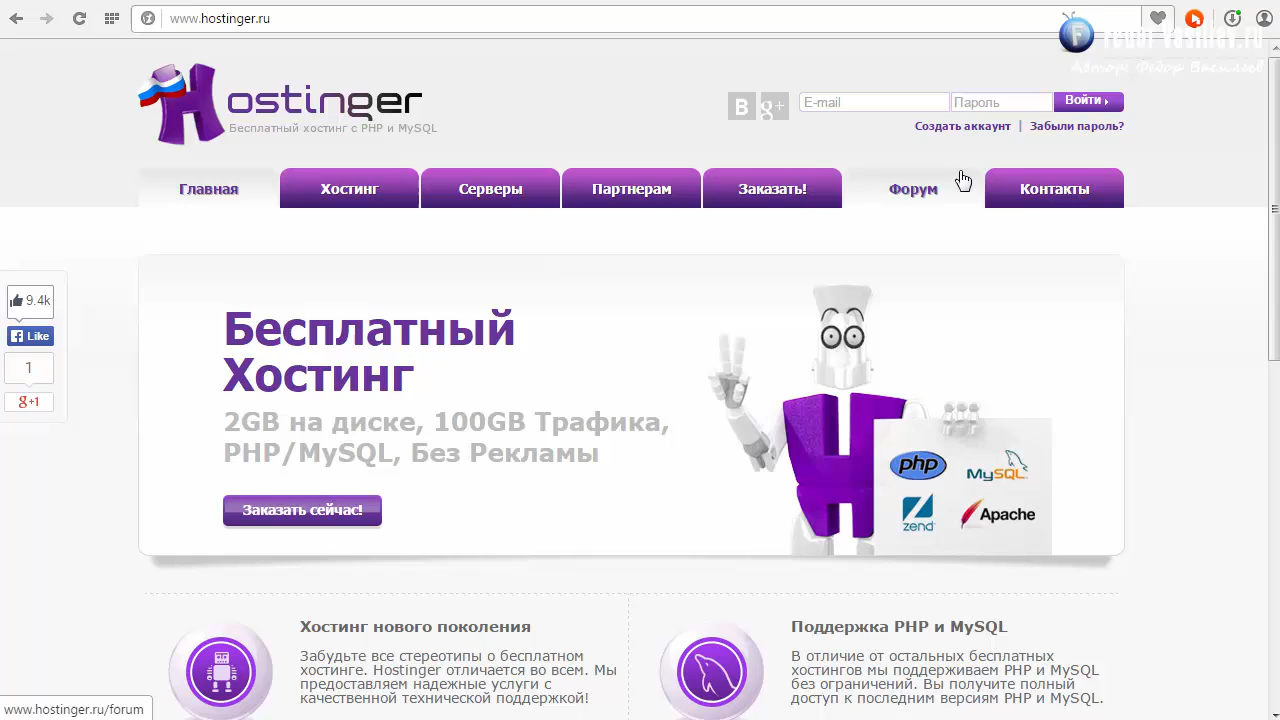 www.hostinger.ru
Hostinger
Бесплатный хостинг с PHP и MySQL
B
g+
E-mail
Пароль
Войти
Создать аккаунт | Забыли пароль?
Главная
Хостинг
Серверы
Партнерам
Заказать!
Форум
Контакты
9.4k
Like
1
g+1
Бесплатный
Хостинг
2GB на диске, 100GB Трафика,
PHP/MySQL, Без Рекламы
Заказать сейчас!
php
MySQL
zend
Apache
Хостинг нового поколения
Забудьте все стереотипы о бесплатном
хостинге. Hostinger отличается во всем. Мы
предоставляем надежные услуги с
качественной технической поддержкой!
Поддержка PHP и MySQL
В отличие от остальных бесплатных
хостингов мы поддерживаем PHP и MySQL
без ограничений. Вы получите полный
доступ к последним версиям PHP и MySQL.
www.hostinger.ru/forum
F
Автор: Федор Васильев